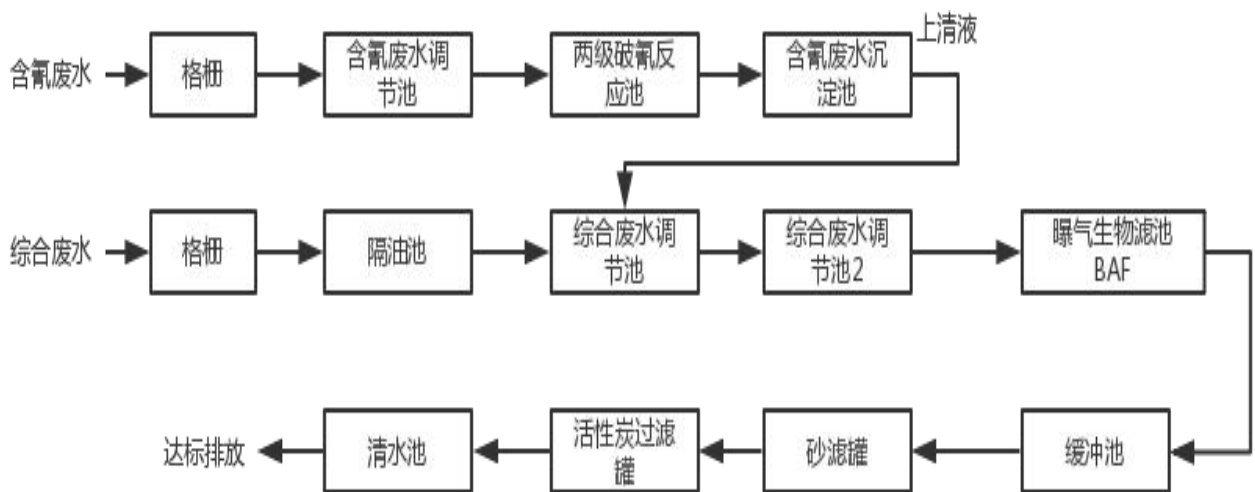 上清液
含氰废水
格栅
含氰废水调
节池
两级破氰反
应池
含氰废水沉
淀池
综合废水
格栅
隔油池
综合废水调
节池
综合废水调
节池2
曝气生物滤池
BAF
达标排放
清水池
活性炭过滤
罐
砂滤罐
缓冲池